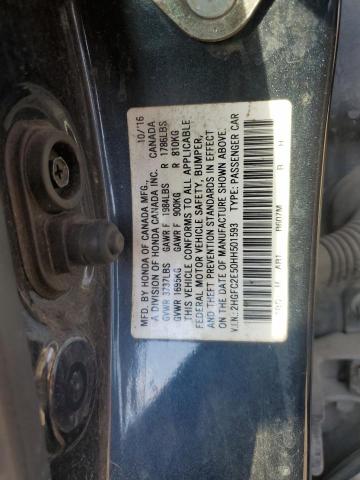 MFD. BY HONDA OF CANADA MFG. 10/'16
A DIVISION OF HONDA CANADA INC. CANADA
GVWR 3737LBS GAWR F 1984LBS R 1786LBS
GVWR 1695KG GAWR F 900KG R 810KG
THIS VEHICLE CONFORMS TO ALL APPLICABLE
FEDERAL MOTOR VEHICLE SAFETY, BUMPER,
AND THEFT PREVENTION STANDARDS IN EFFECT
ON THE DATE OF MANUFACTURE SHOWN ABOVE.
V.I.N.:2HGFC2E50HH501593 TYPE:PASSENGER CAR